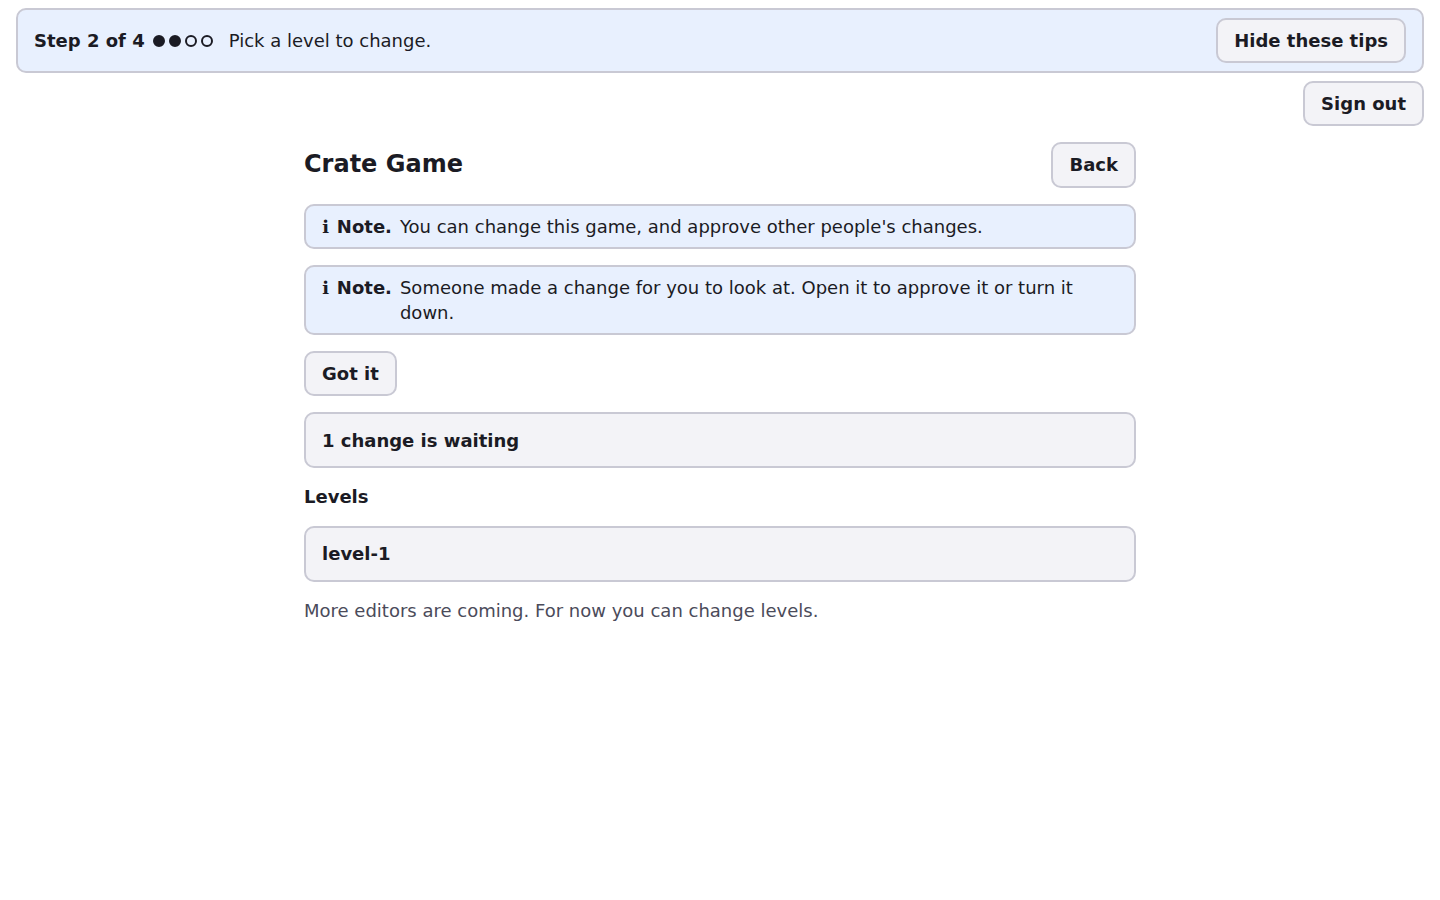 Step 2 of 4 Pick a level to change.
Hide these tips
Sign out
Crate Game
Back
i Note. You can change this game, and approve other people's changes.
i Note. Someone made a change for you to look at. Open it to approve it or turn it
down.
Got it
1 change is waiting
Levels
level-1
More editors are coming. For now you can change levels.